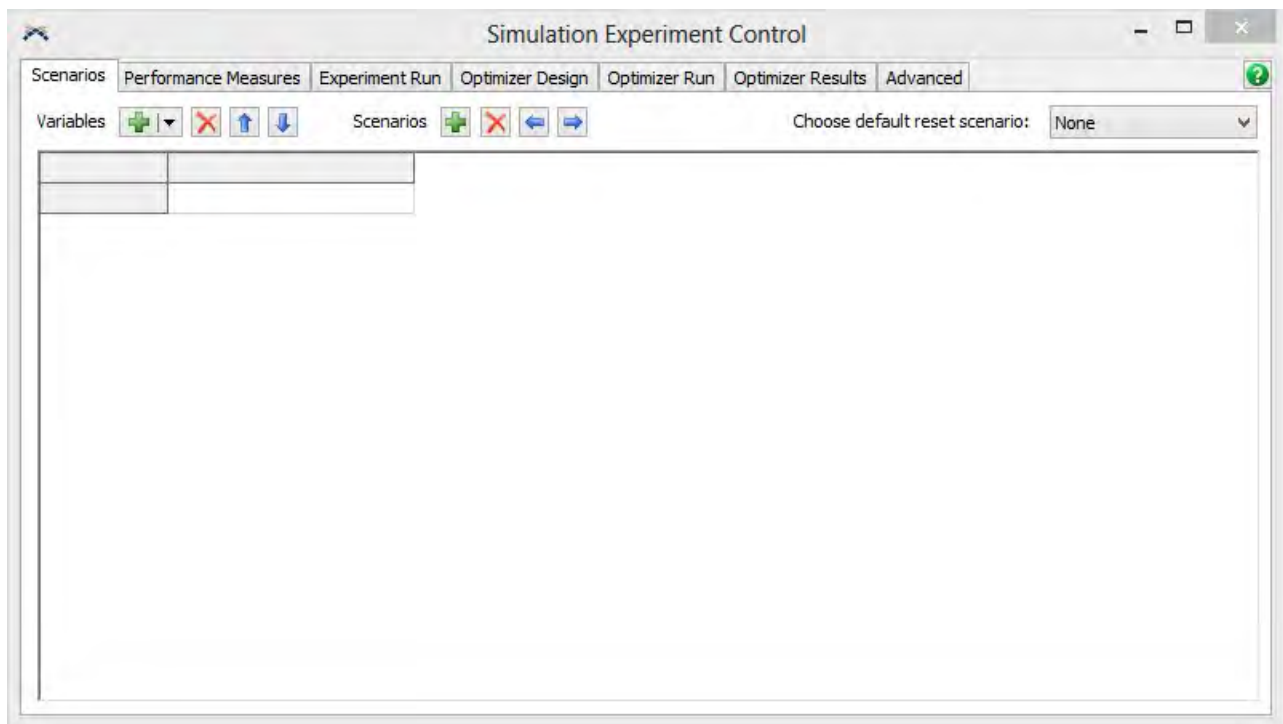 Simulation Experiment Control
Scenarios Performance Measures Experiment Run Optimizer Design Optimizer Run Optimizer Results Advanced
Variables Scenarios Choose default reset scenario: None